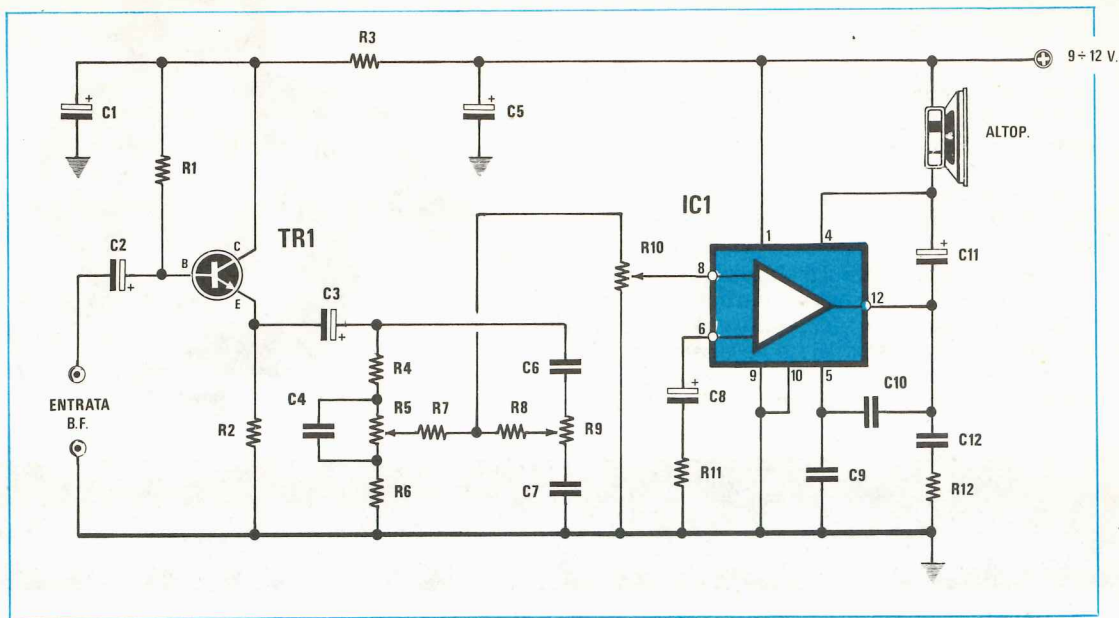 R3
9÷12 V.
C1
C5
ALTOP.
R1
IC1
TR1
C2
B
C
E
R10
1
4
C11
8
12
C3
6
9
10
5
R4
C6
C10
ENTRATA
B.F.
C4
R5
R7
R8
R9
C8
C12
R2
R11
C9
R12
R6
C7